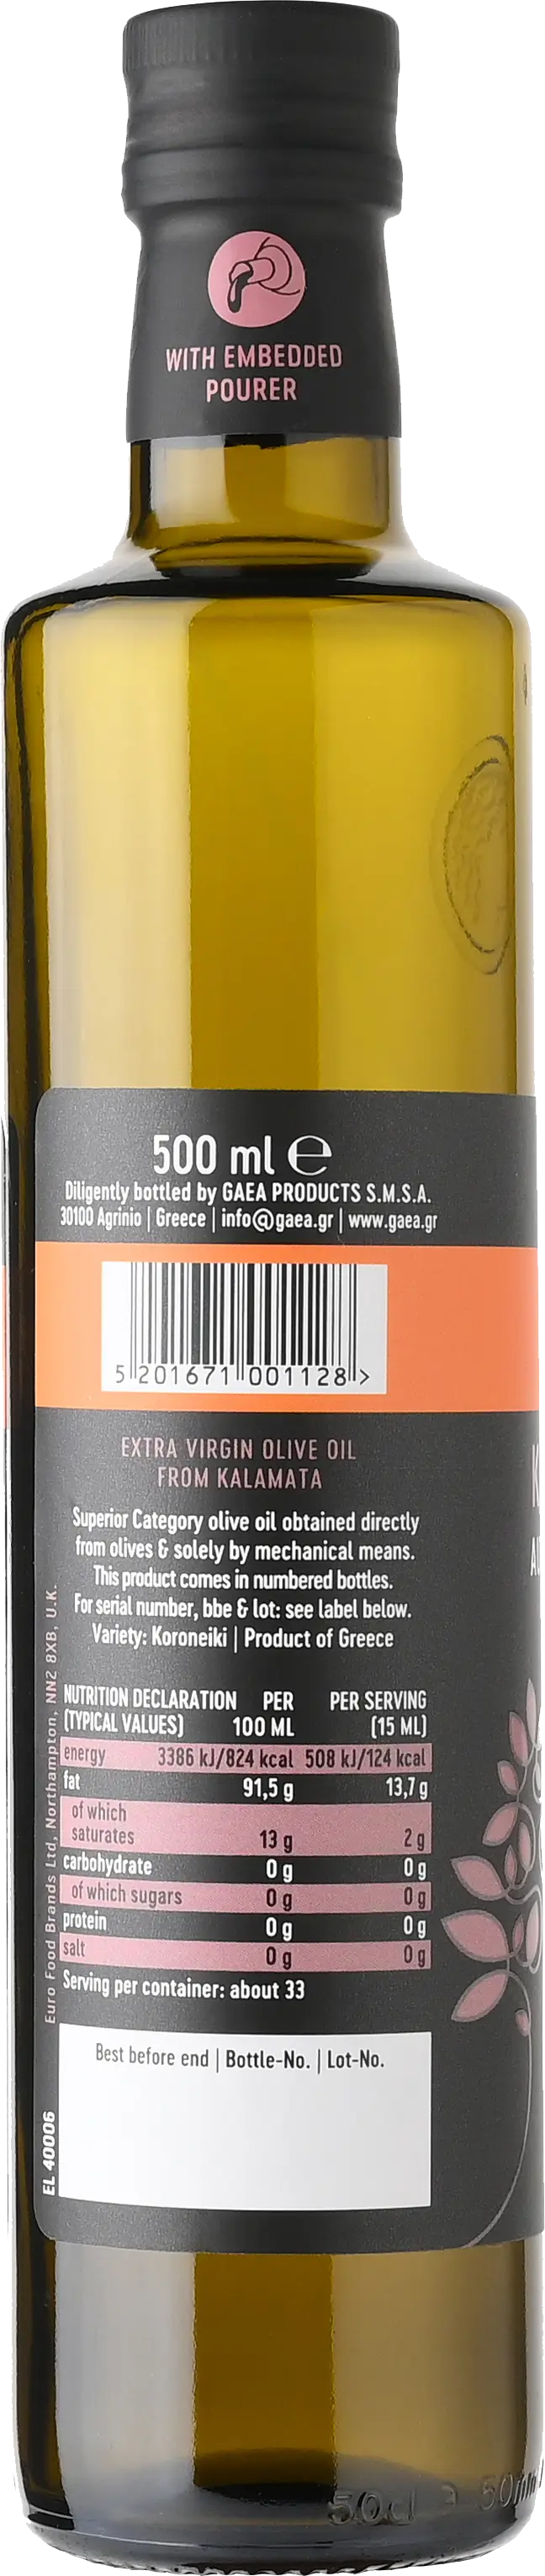 WITH EMBEDDED
POURER
500 ml ℮
Diligently bottled by GAEA PRODUCTS S.M.S.A.
30100 Agrinio | Greece | info@gaea.gr | www.gaea.gr
5 201671 001128 >
EXTRA VIRGIN OLIVE OIL
FROM KALAMATA
Superior Category olive oil obtained directly
from olives & solely by mechanical means.
This product comes in numbered bottles.
For serial number, bbe & lot: see label below.
Variety: Koroneiki | Product of Greece
NUTRITION DECLARATION PER PER SERVING
(TYPICAL VALUES) 100 ML (15 ML)
energy 3386 kJ/824 kcal 508 kJ/124 kcal
fat 91,5 g 13,7 g
of which
saturates 13 g 2 g
carbohydrate 0 g 0 g
of which sugars 0 g 0 g
protein 0 g 0 g
salt 0 g 0 g
Serving per container: about 33
Best before end | Bottle-No. | Lot-No.
Euro Food Brands Ltd, Northampton, NN2 8XB, U.K.
EL 40006
50cl